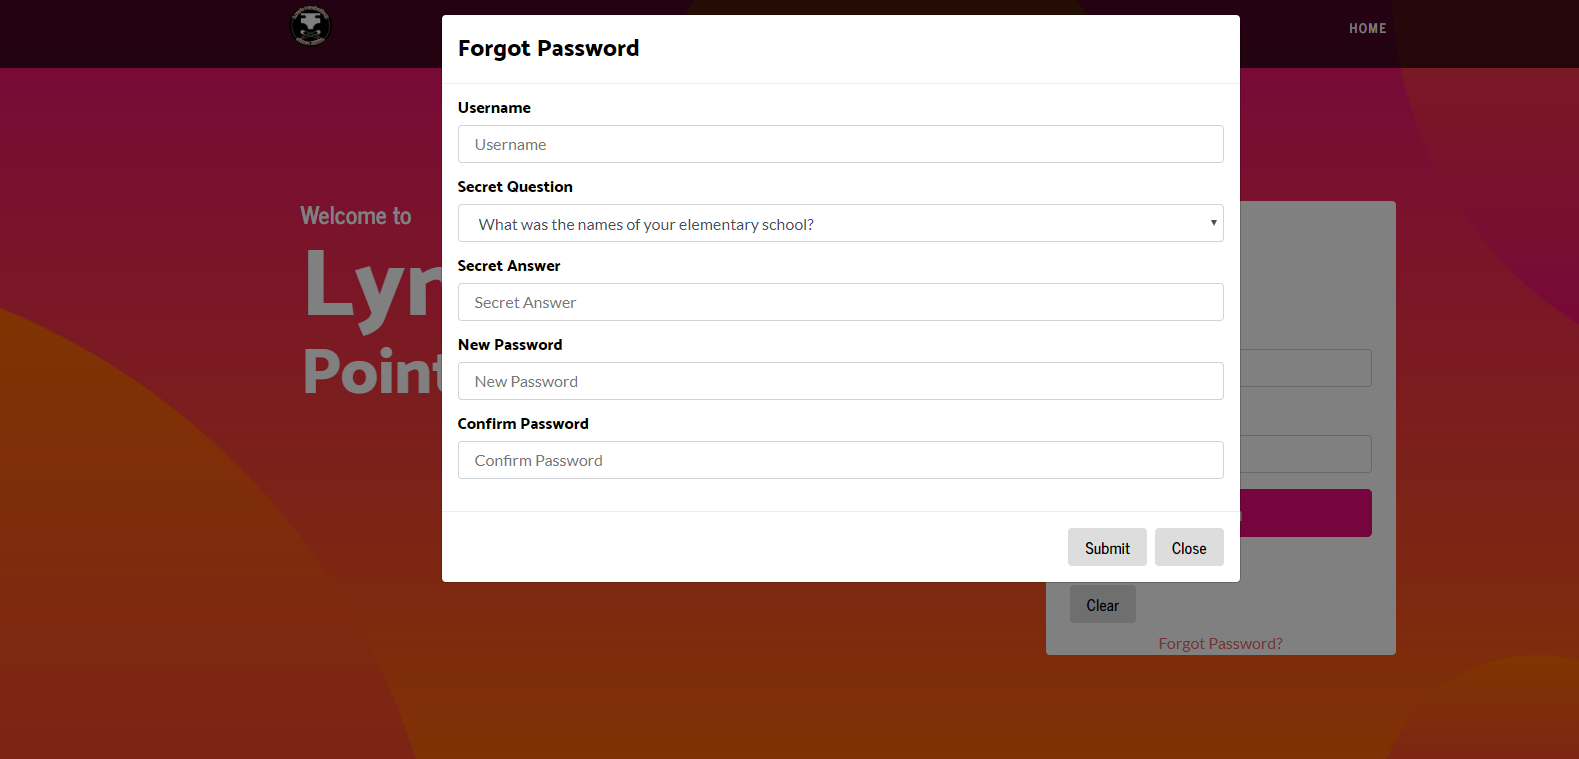 HOME
Forgot Password
Username
Username
Secret Question
What was the names of your elementary school?
Secret Answer
Secret Answer
New Password
New Password
Confirm Password
Confirm Password
Submit Close
Welcome to
Lyn
Point
Clear
Forgot Password?